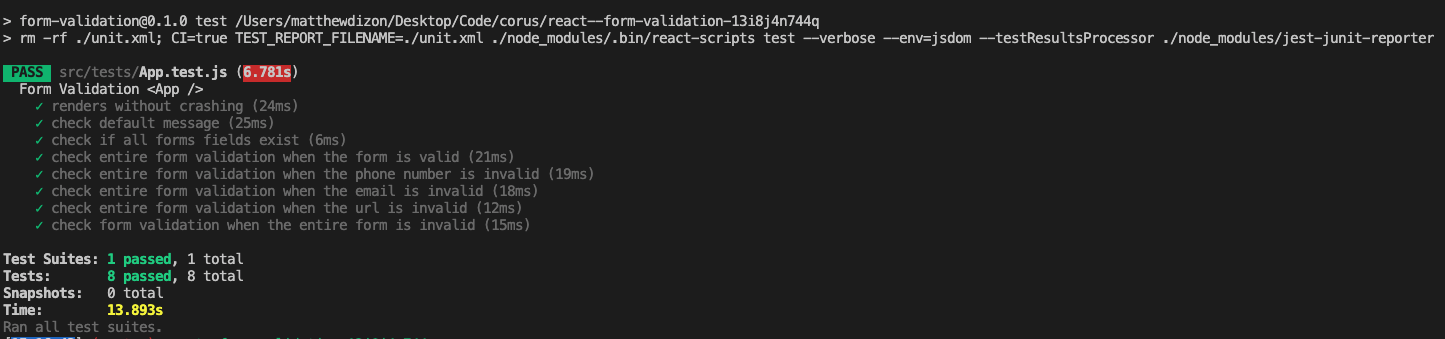 > form-validation@0.1.0 test /Users/matthewdizon/Desktop/Code/corus/react--form-validation-13i8j4n744q
> rm -rf ./unit.xml; CI=true TEST_REPORT_FILENAME=./unit.xml ./node_modules/.bin/react-scripts test --verbose --env=jsdom --testResultsProcessor ./node_modules/jest-junit-reporter
PASS src/tests/App.test.js (6.781s)
Form Validation <App />
✓ renders without crashing (24ms)
✓ check default message (25ms)
✓ check if all forms fields exist (6ms)
✓ check entire form validation when the form is valid (21ms)
✓ check entire form validation when the phone number is invalid (19ms)
✓ check entire form validation when the email is invalid (18ms)
✓ check entire form validation when the url is invalid (12ms)
✓ check form validation when the entire form is invalid (15ms)
Test Suites: 1 passed, 1 total
Tests: 8 passed, 8 total
Snapshots: 0 total
Time: 13.893s
Ran all test suites.